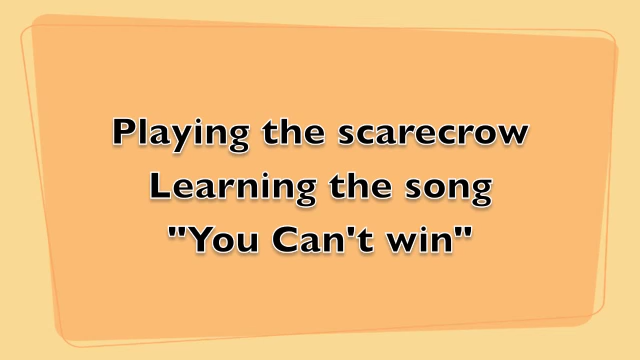 Playing the scarecrow
Learning the song
"You Can't win"